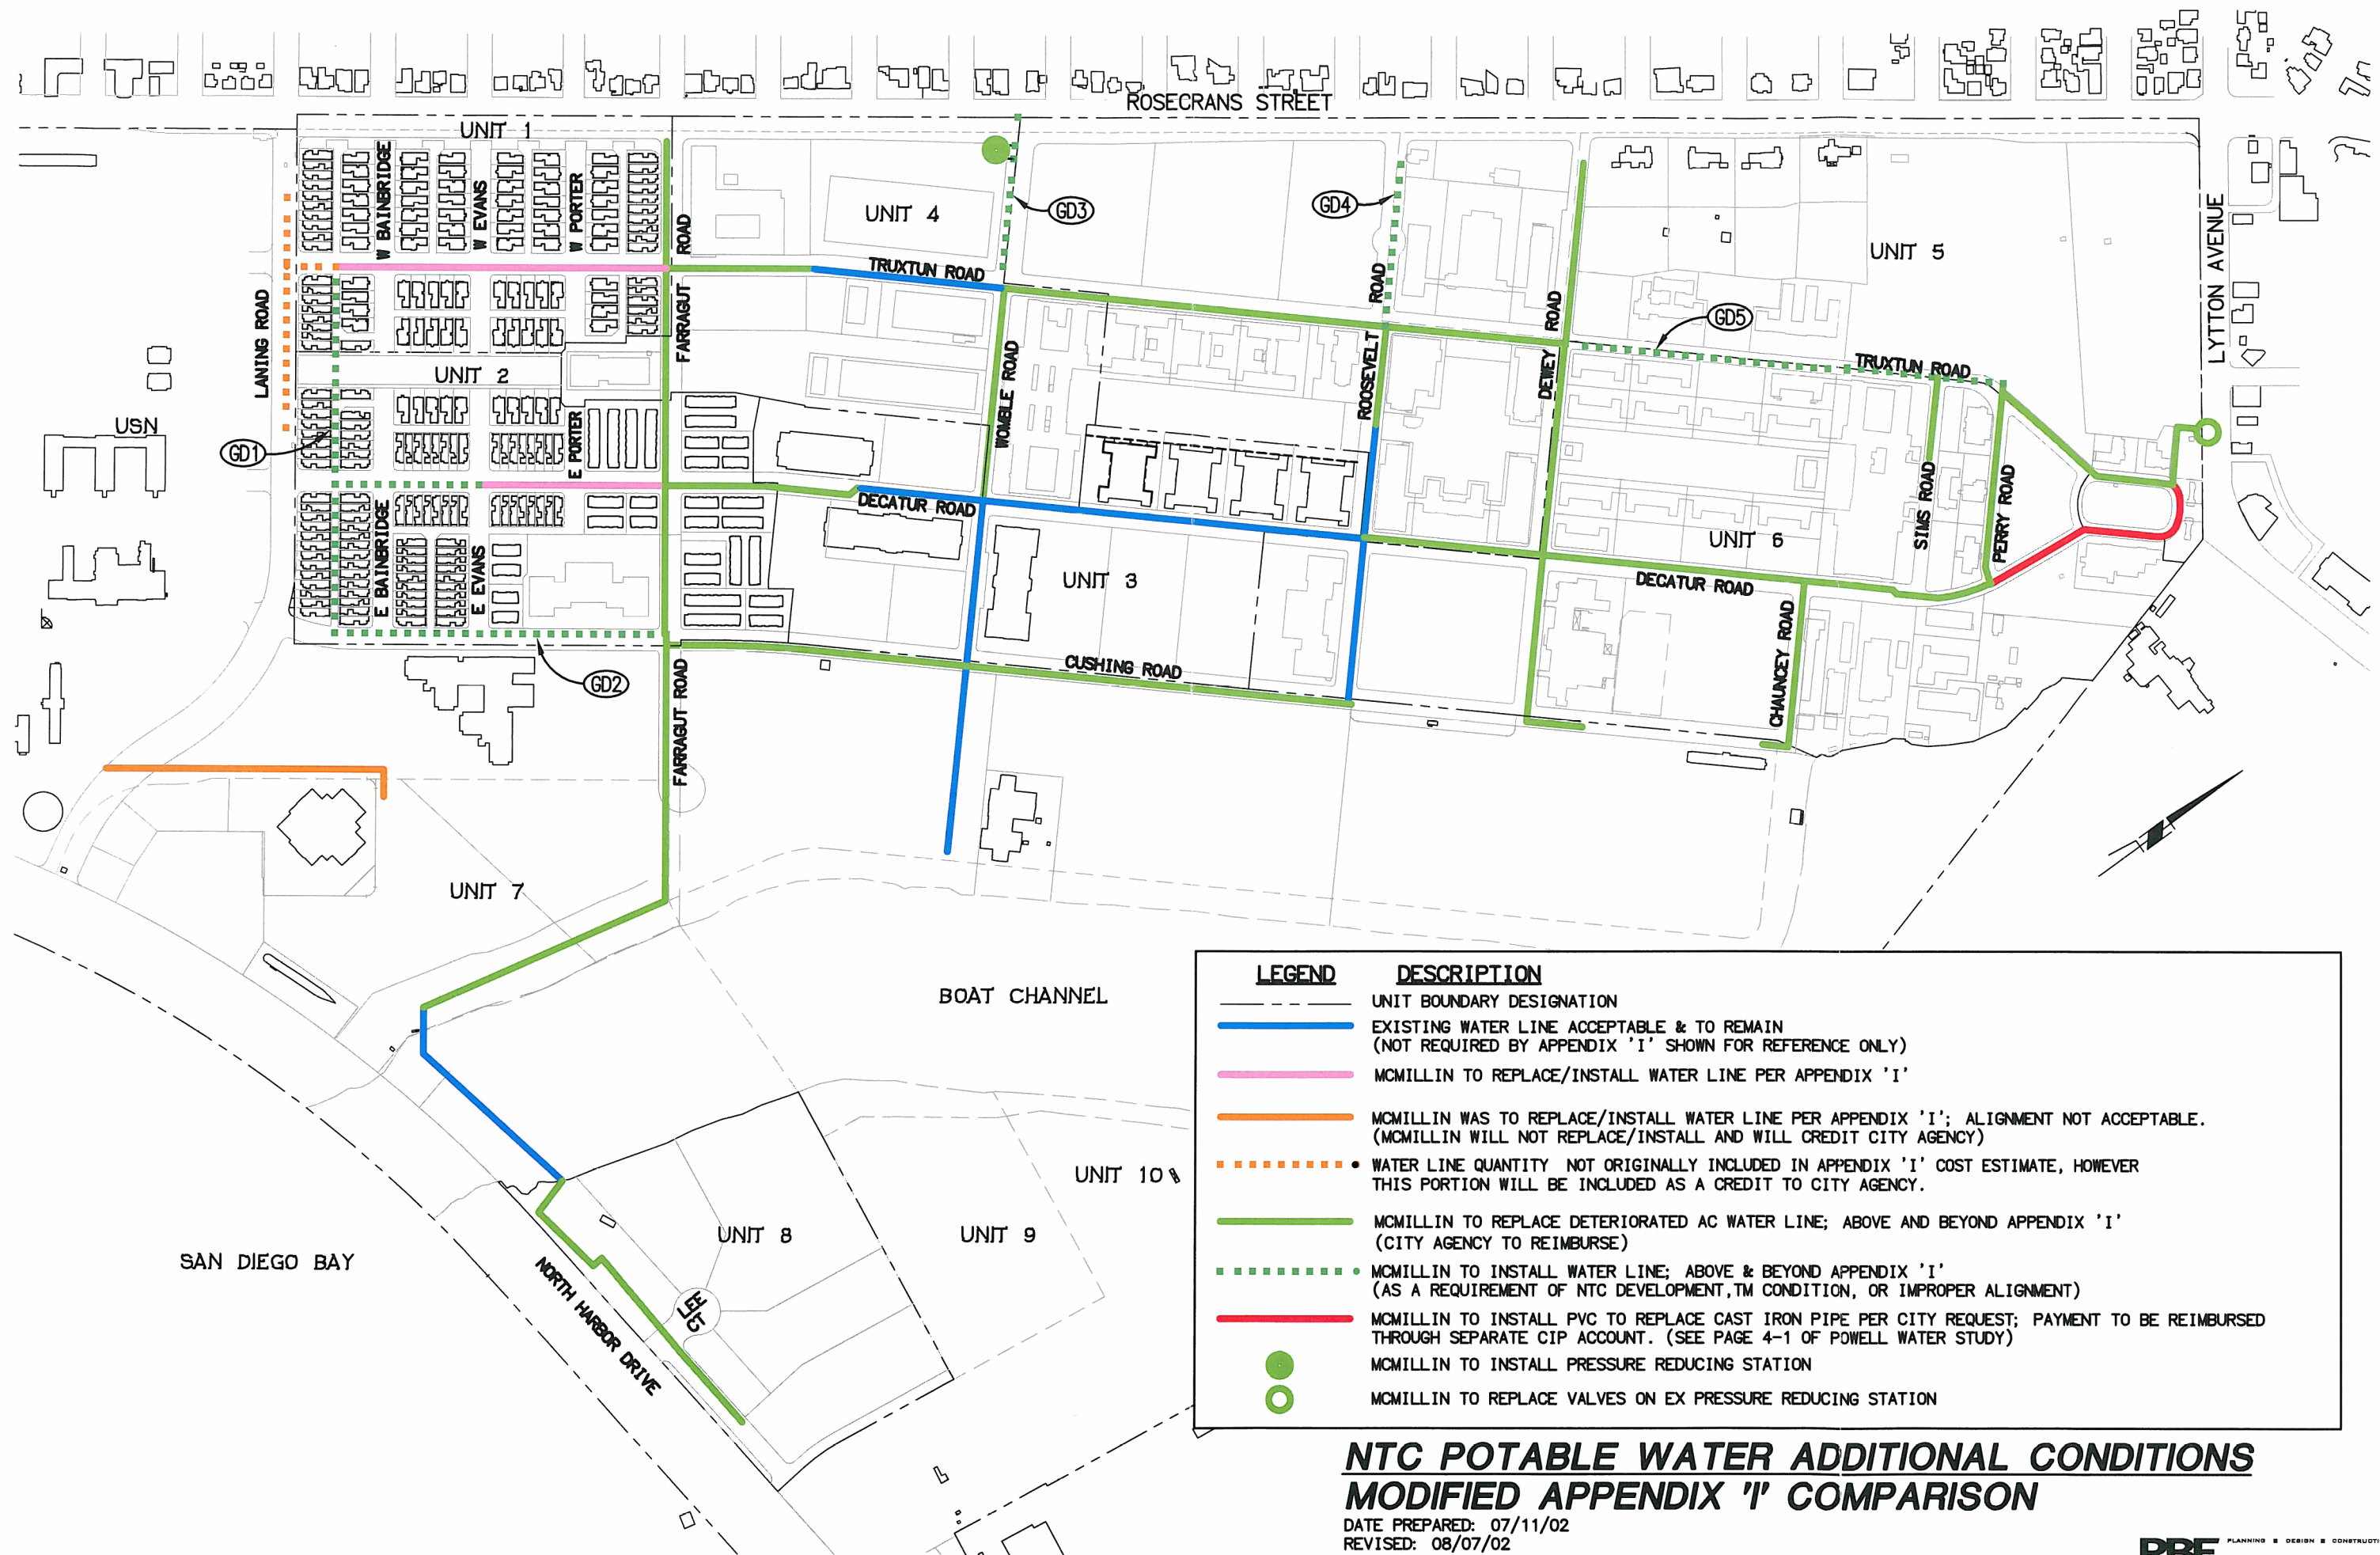 ROSECRANS STREET
UNIT 1
W BAINBRIDGE
W EVANS
W PORTER
ROAD
FARRAGUT
UNIT 4
GD3
GD4
UNIT 5
LYTTON AVENUE
TRUXTUN ROAD
LANING ROAD
ROAD
ROOSEVELT
ROAD
DEWEY
GD5
TRUXTUN ROAD
UNIT 2
WOMBLE ROAD
USN
GD1
E PORTER
DECATUR ROAD
SIMS ROAD
PERRY ROAD
UNIT 6
E BAINBRIDGE
E EVANS
UNIT 3
DECATUR ROAD
CHAUNCEY ROAD
CUSHING ROAD
GD2
FARRAGUT ROAD
UNIT 7
BOAT CHANNEL
UNIT 10
UNIT 8
UNIT 9
SAN DIEGO BAY
NORTH HARBOR DRIVE
LEGEND DESCRIPTION
UNIT BOUNDARY DESIGNATION
EXISTING WATER LINE ACCEPTABLE & TO REMAIN
(NOT REQUIRED BY APPENDIX 'I' SHOWN FOR REFERENCE ONLY)
MCMILLIN TO REPLACE/INSTALL WATER LINE PER APPENDIX 'I'
MCMILLIN WAS TO REPLACE/INSTALL WATER LINE PER APPENDIX 'I'; ALIGNMENT NOT ACCEPTABLE.
(MCMILLIN WILL NOT REPLACE/INSTALL AND WILL CREDIT CITY AGENCY)
WATER LINE QUANTITY NOT ORIGINALLY INCLUDED IN APPENDIX 'I' COST ESTIMATE, HOWEVER
THIS PORTION WILL BE INCLUDED AS A CREDIT TO CITY AGENCY.
MCMILLIN TO REPLACE DETERIORATED AC WATER LINE; ABOVE AND BEYOND APPENDIX 'I'
(CITY AGENCY TO REIMBURSE)
MCMILLIN TO INSTALL WATER LINE; ABOVE & BEYOND APPENDIX 'I'
(AS A REQUIREMENT OF NTC DEVELOPMENT,TM CONDITION, OR IMPROPER ALIGNMENT)
MCMILLIN TO INSTALL PVC TO REPLACE CAST IRON PIPE PER CITY REQUEST; PAYMENT TO BE REIMBURSED
THROUGH SEPARATE CIP ACCOUNT. (SEE PAGE 4-1 OF POWELL WATER STUDY)
MCMILLIN TO INSTALL PRESSURE REDUCING STATION
MCMILLIN TO REPLACE VALVES ON EX PRESSURE REDUCING STATION
NTC POTABLE WATER ADDITIONAL CONDITIONS
MODIFIED APPENDIX 'I' COMPARISON
DATE PREPARED: 07/11/02
REVISED: 08/07/02
PLANNING DESIGN